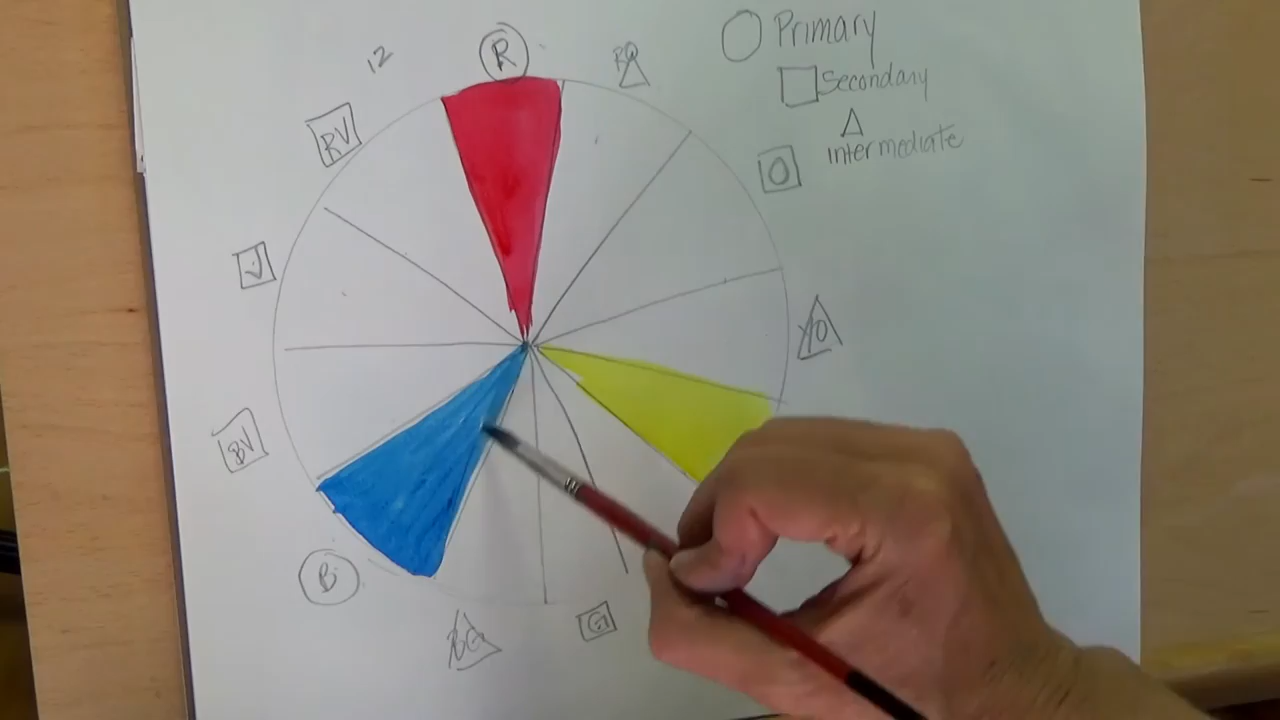 12
R
RO
Primary
Secondary
intermediate
RV
O
V
YO
BV
B
BG
G